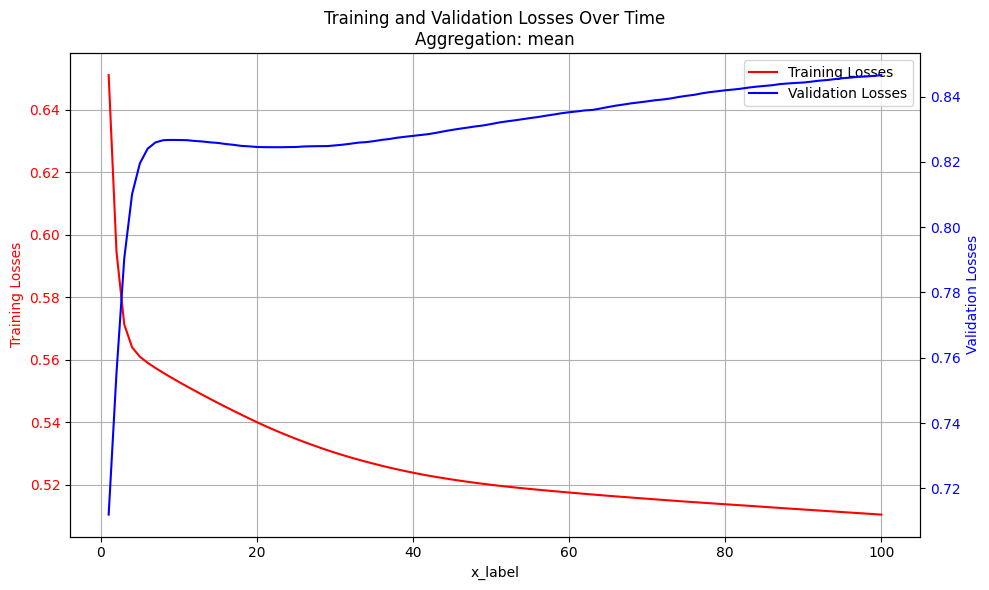 Training and Validation Losses Over Time
Aggregation: mean
Training Losses
Validation Losses
Training Losses
0.64
0.62
0.60
0.58
0.56
0.54
0.52
0.84
0.82
0.80
0.78
0.76
0.74
0.72
Validation Losses
0 20 40 60 80 100
x_label